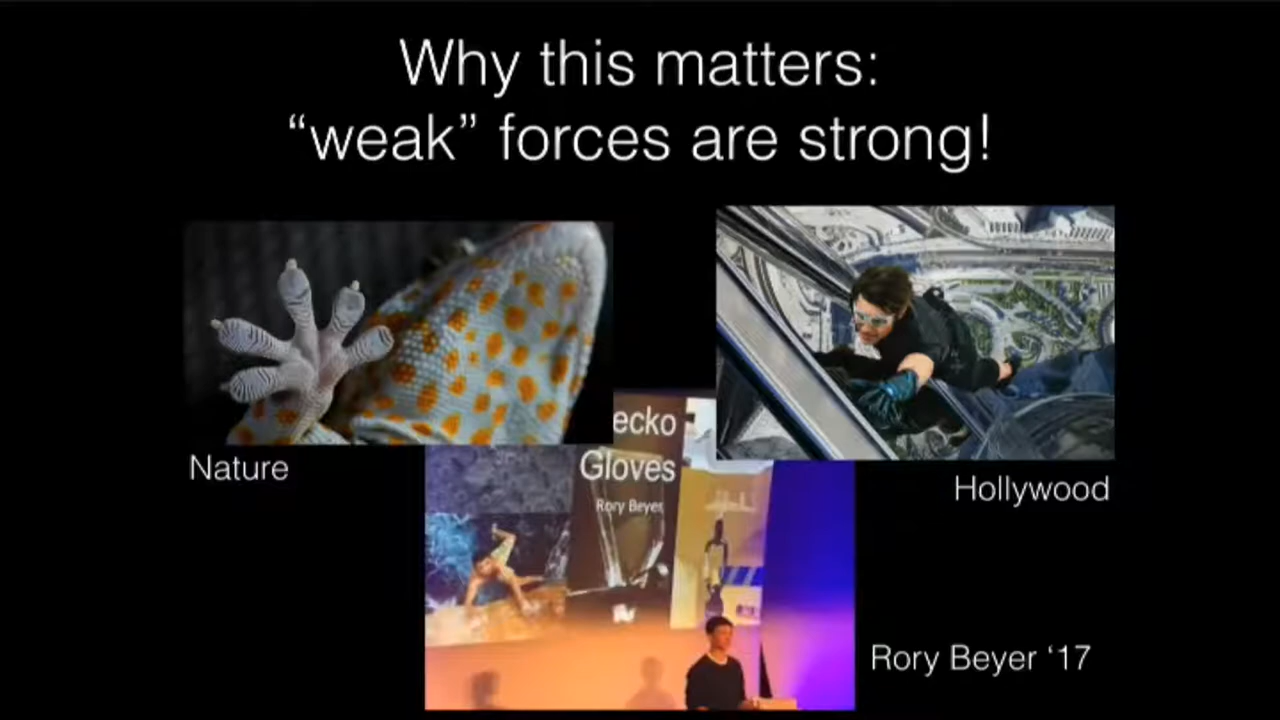 Why this matters:
“weak” forces are strong!
Nature
Hollywood
ecko
Gloves
Rory Beyer
Rory Beyer ‘17